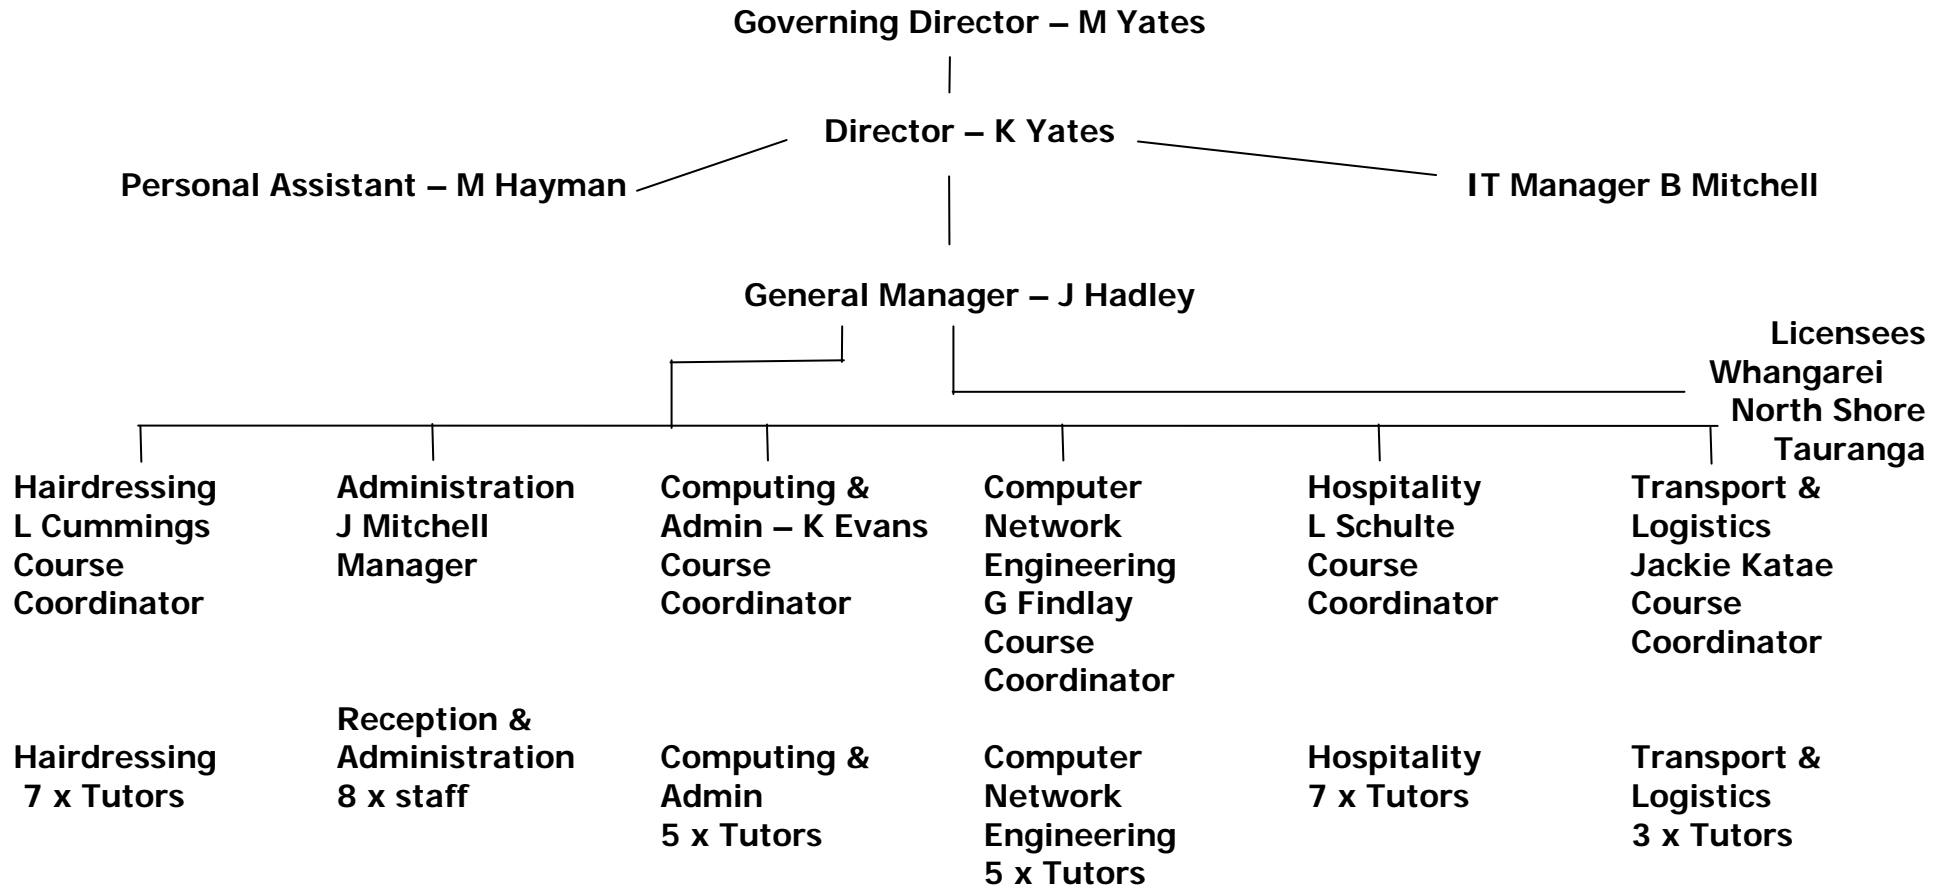 Governing Director – M Yates
Director – K Yates
Personal Assistant – M Hayman
IT Manager B Mitchell
General Manager – J Hadley
Licensees
Whangarei
North Shore
Tauranga
Hairdressing
L Cummings
Course
Coordinator
Administration
J Mitchell
Manager
Computing &
Admin – K Evans
Course
Coordinator
Computer
Network
Engineering
G Findlay
Course
Coordinator
Hospitality
L Schulte
Course
Coordinator
Transport &
Logistics
Jackie Katae
Course
Coordinator
Hairdressing
7 x Tutors
Reception &
Administration
8 x staff
Computing &
Admin
5 x Tutors
Computer
Network
Engineering
5 x Tutors
Hospitality
7 x Tutors
Transport &
Logistics
3 x Tutors